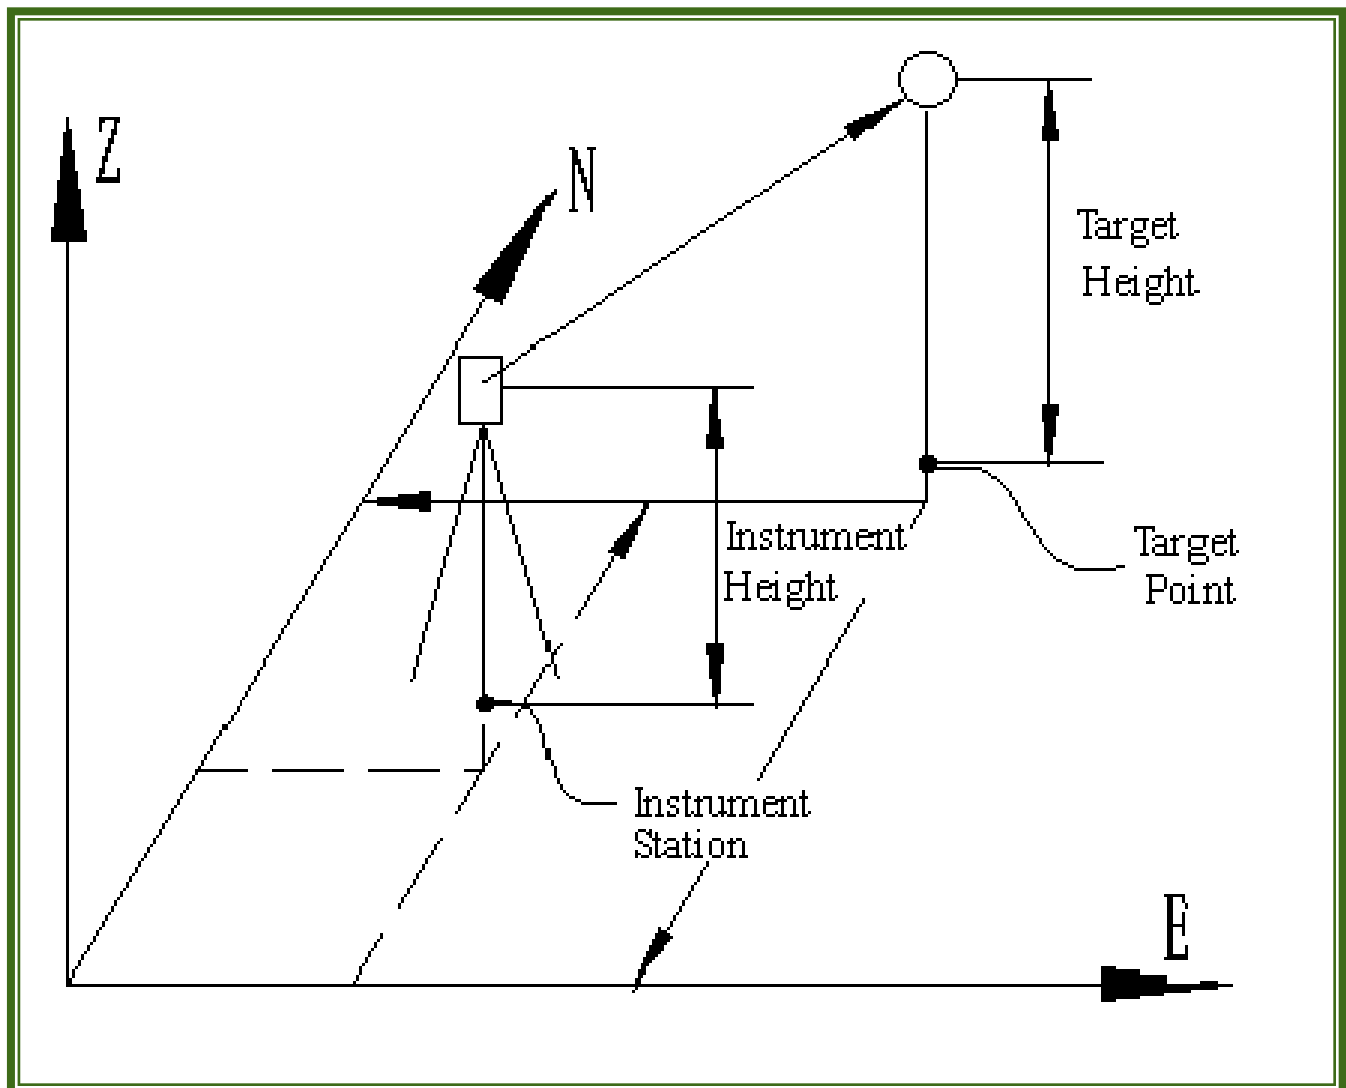 Z
N
Target
Height
Instrument
Height
Target
Point
Instrument
Station
E